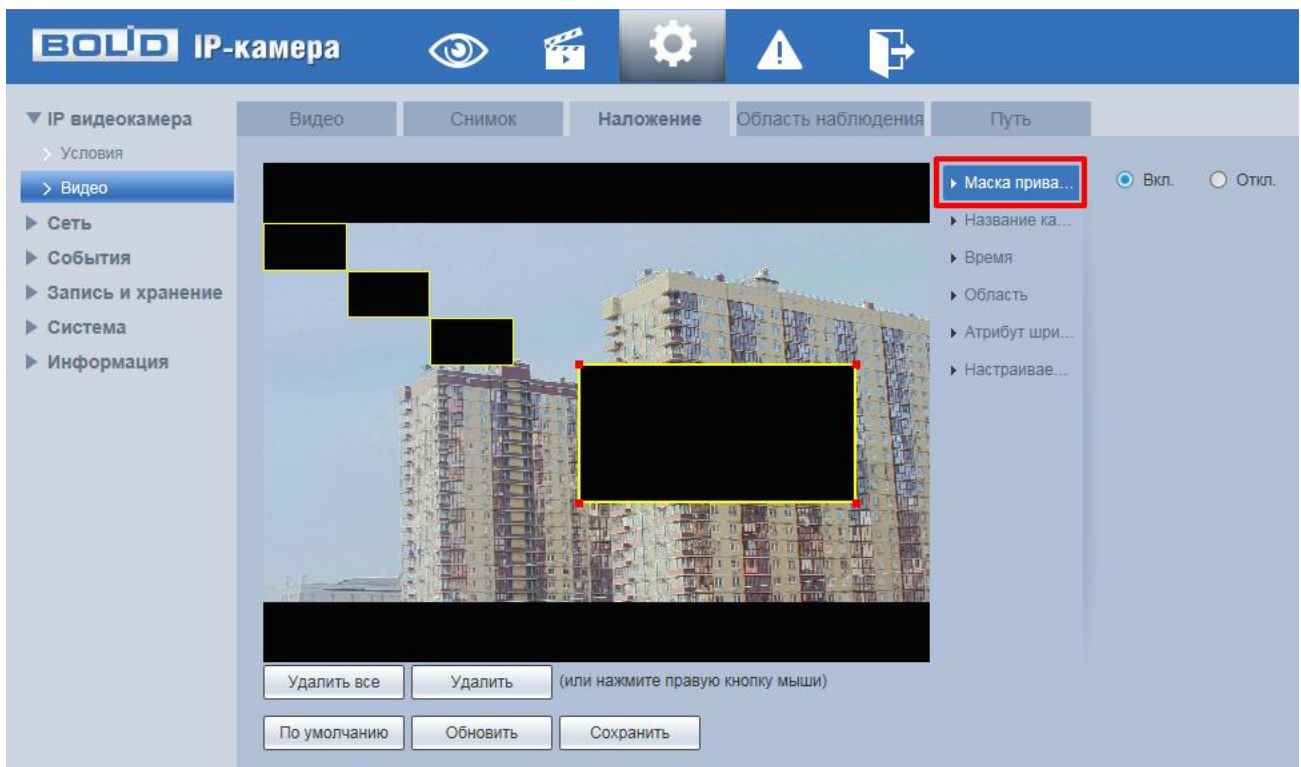 BOLID IP-камера
IP видеокамера
Условия
Видео
Сеть
События
Запись и хранение
Система
Информация
Видео Снимок Наложение Область наблюдения Путь
Маска прива... Вкл. Откл.
Название ка...
Время
Область
Атрибут шри...
Настраивае...
Удалить все Удалить (или нажмите правую кнопку мыши)
По умолчанию Обновить Сохранить